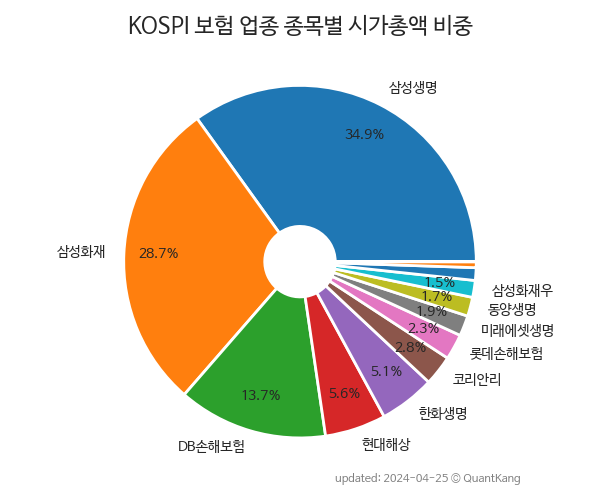 KOSPI 보험 업종 종목별 시가총액 비중
삼성생명
34.9%
삼성화재
28.7%
DB손해보험
13.7%
현대해상
5.6%
한화생명
5.1%
코리안리
2.8%
롯데손해보험
2.3%
미래에셋생명
1.9%
동양생명
1.7%
삼성화재우
1.5%
updated: 2024-04-25 © QuantKang